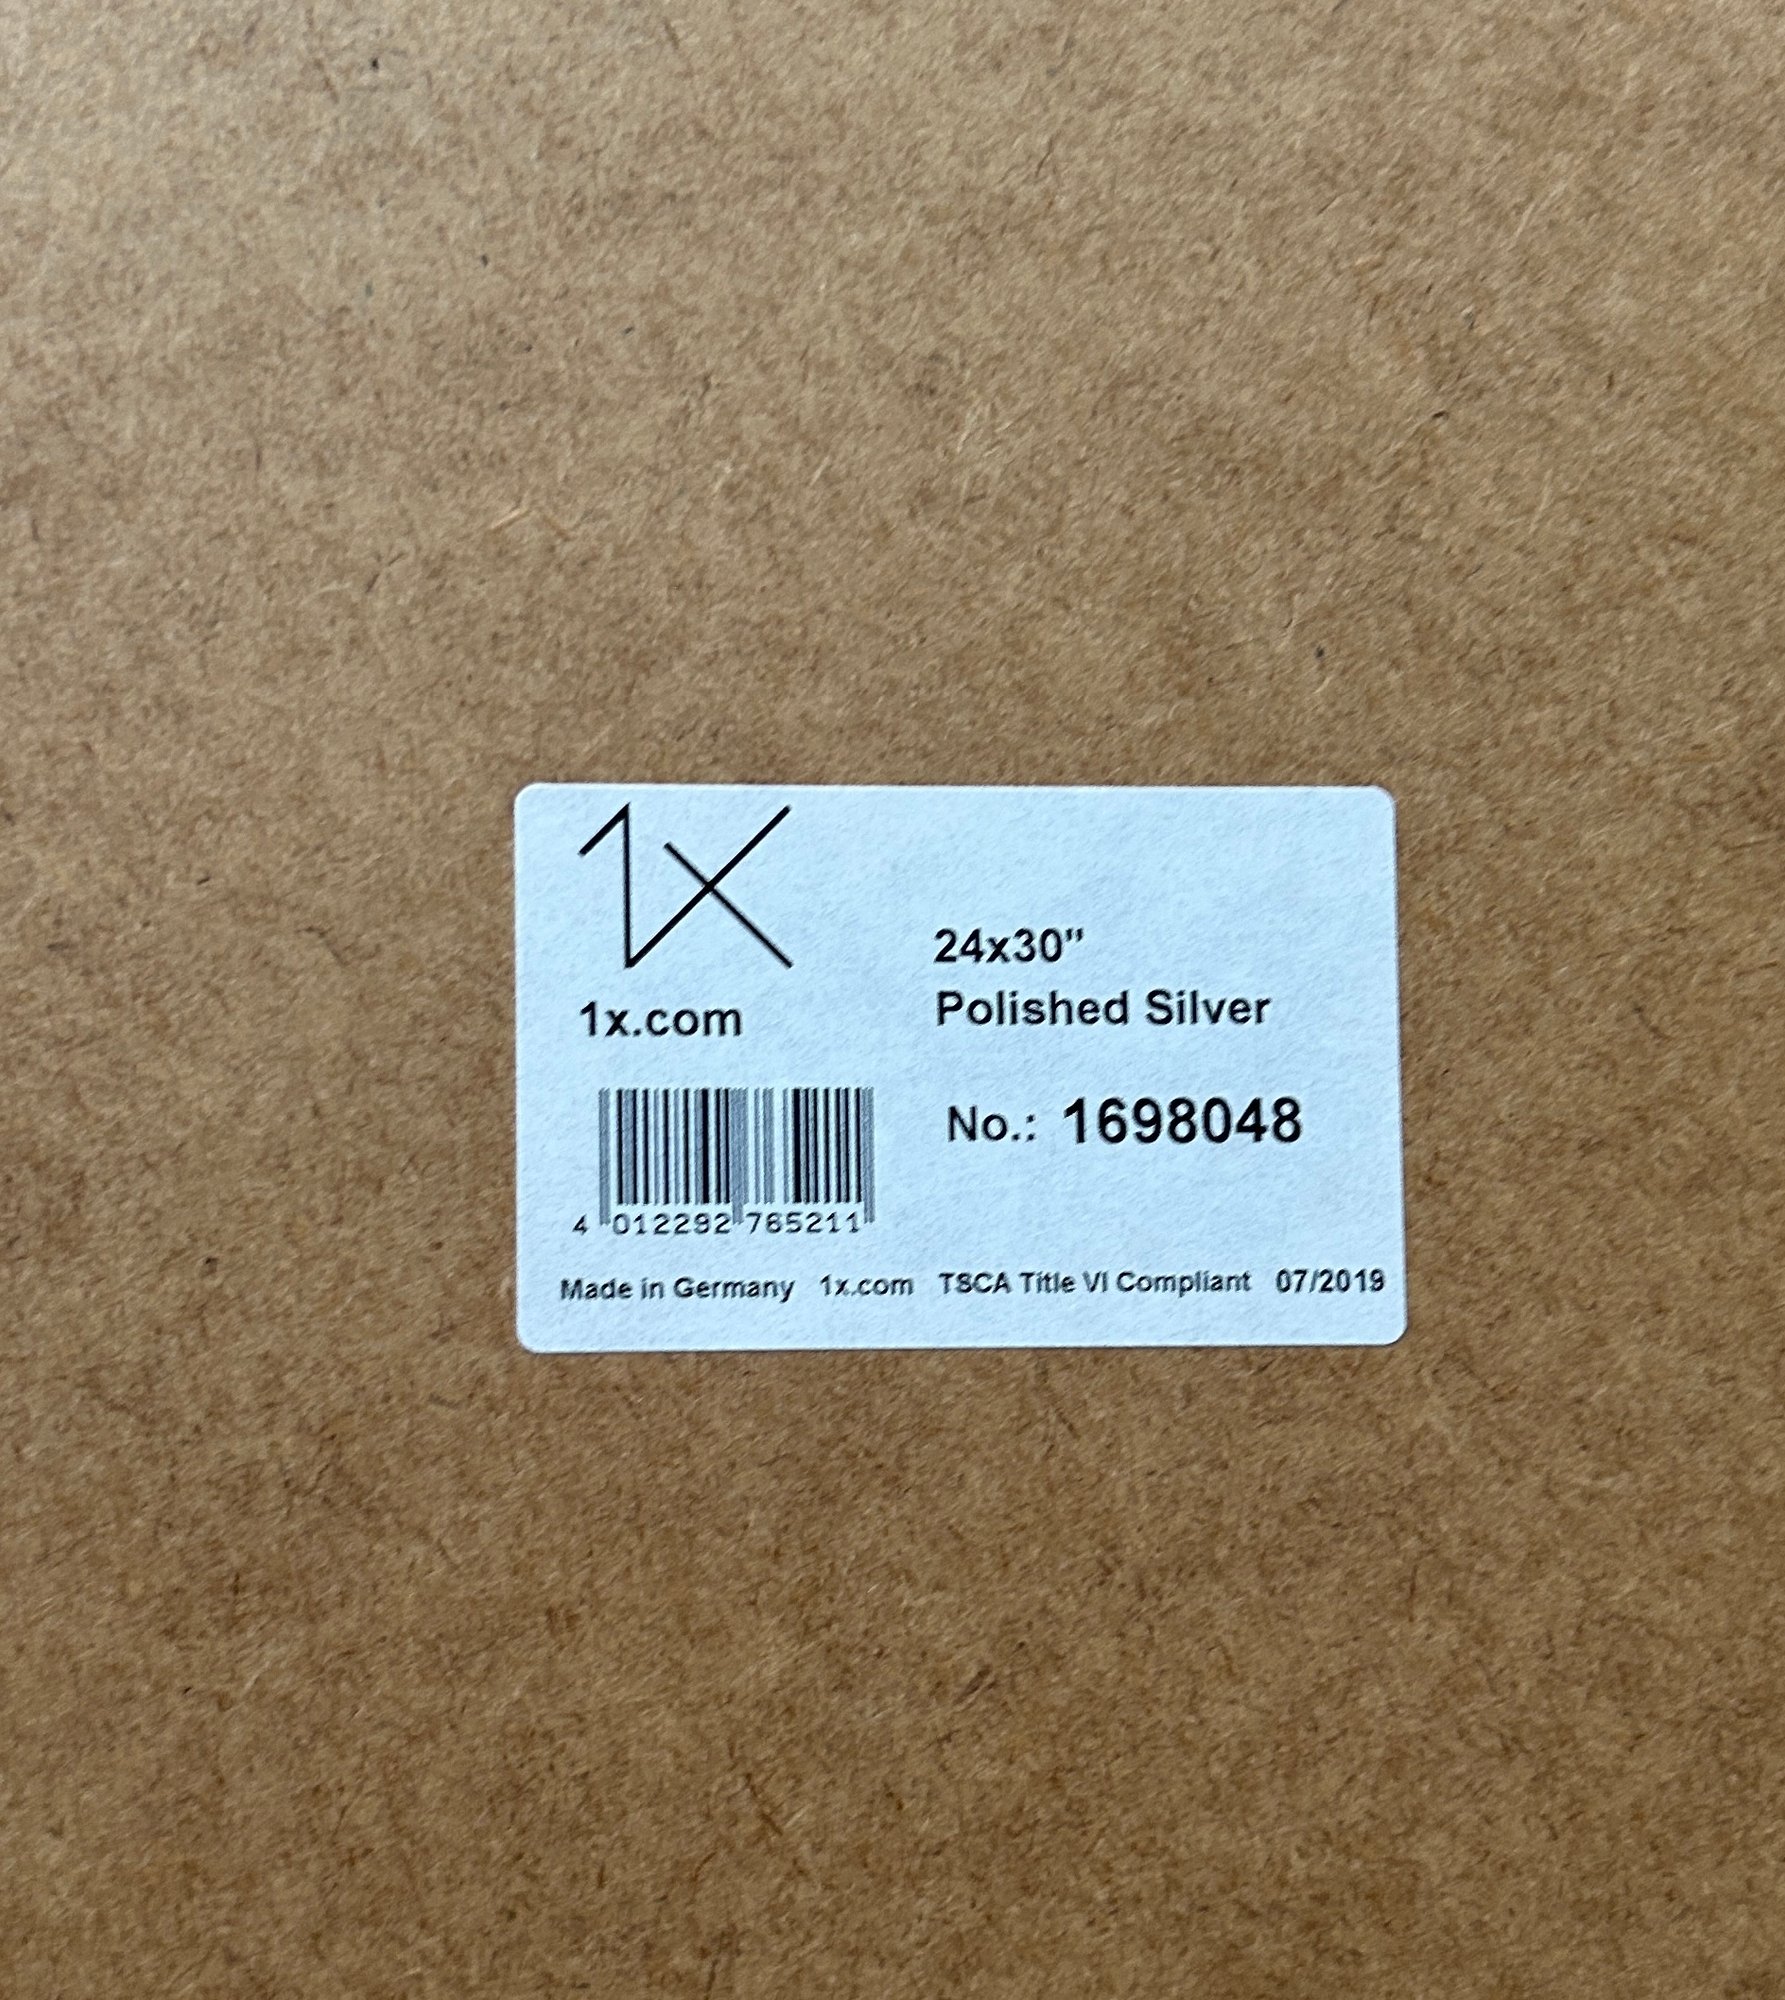 1x
1x.com
24x30"
Polished Silver
No.: 1698048
4 012292 765211
Made in Germany 1x.com TSCA Title VI Compliant 07/2019